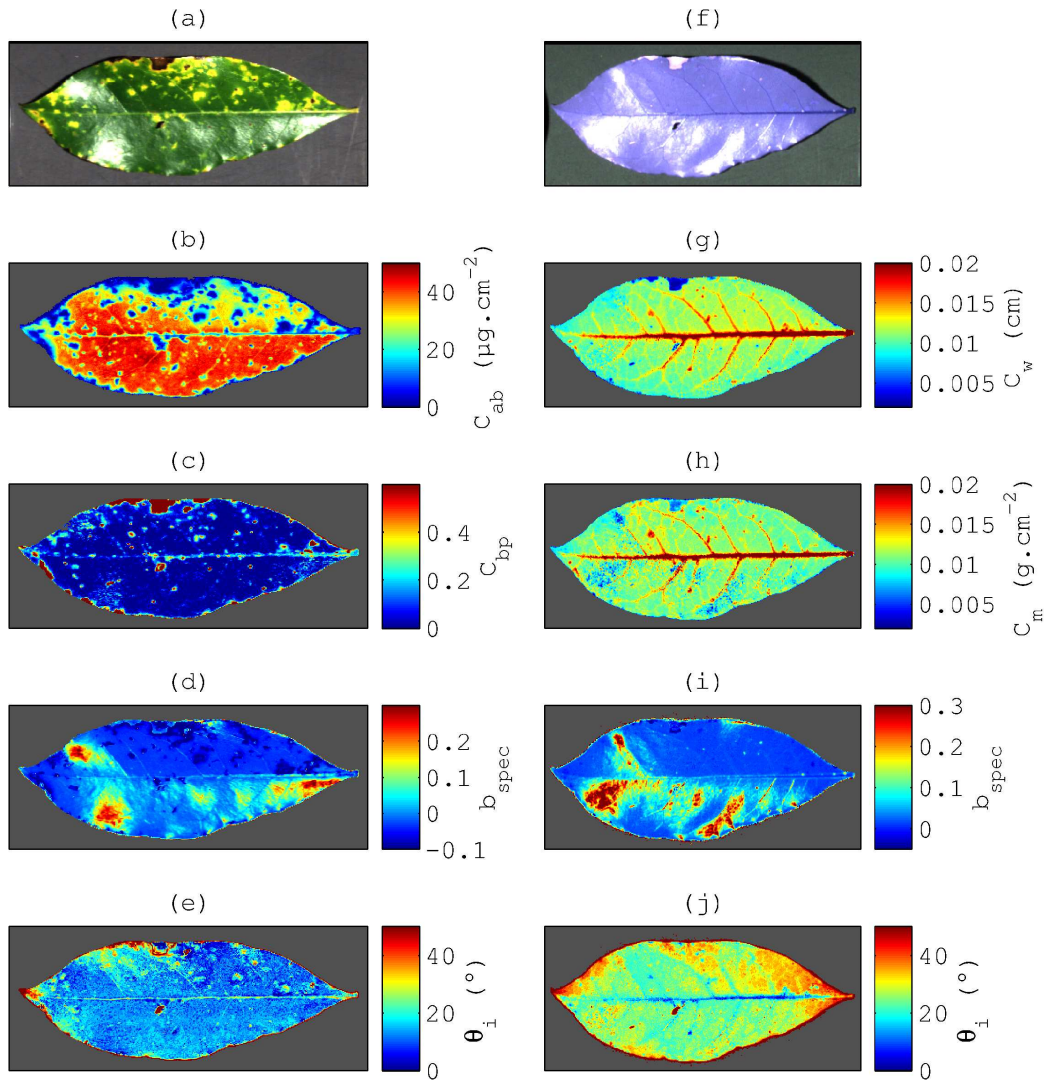 (a)
(f)
(b)
40
20
0
C_ab (µg.cm⁻²)
(g)
0.02
0.015
0.01
0.005
C_w (cm)
(c)
0.4
0.2
0
C_bp
(h)
0.02
0.015
0.01
0.005
C_m (g.cm⁻²)
(d)
0.2
0.1
0
-0.1
b_spec
(i)
0.3
0.2
0.1
0
b_spec
(e)
40
20
0
θ_i (°)
(j)
40
20
0
θ_i (°)